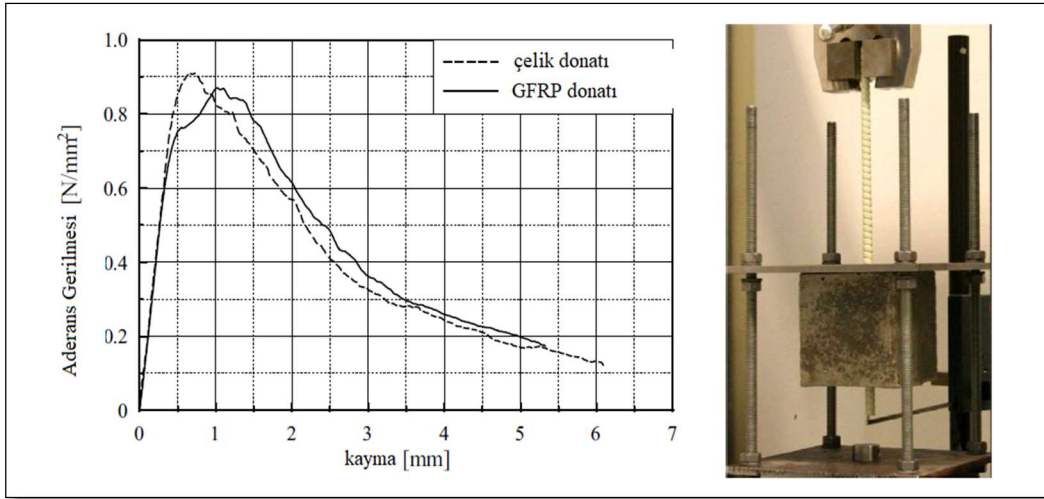 1.0
0.8
0.6
0.4
0.2
0
Aderans Gerilmesi [N/mm²]
çelik donatı
GFRP donatı
0 1 2 3 4 5 6 7
kayma [mm]